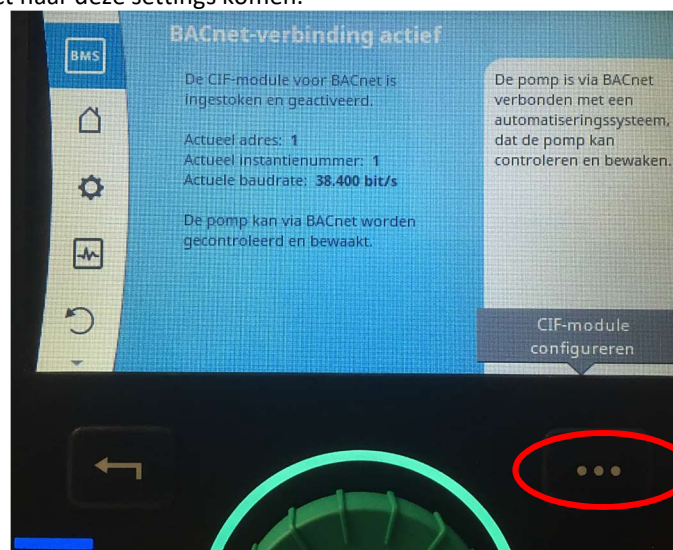 naar deze settings komen.
BACnet-verbinding actief
BMS
De CIF-module voor BACnet is
ingestoken en geactiveerd.
Actueel adres: 1
Actueel instantienummer: 1
Actuele baudrate: 38.400 bit/s
De pomp kan via BACnet worden
gecontroleerd en bewaakt.
De pomp is via BACnet
verbonden met een
automatiseringssysteem,
dat de pomp kan
controleren en bewaken.
CIF-module
configureren